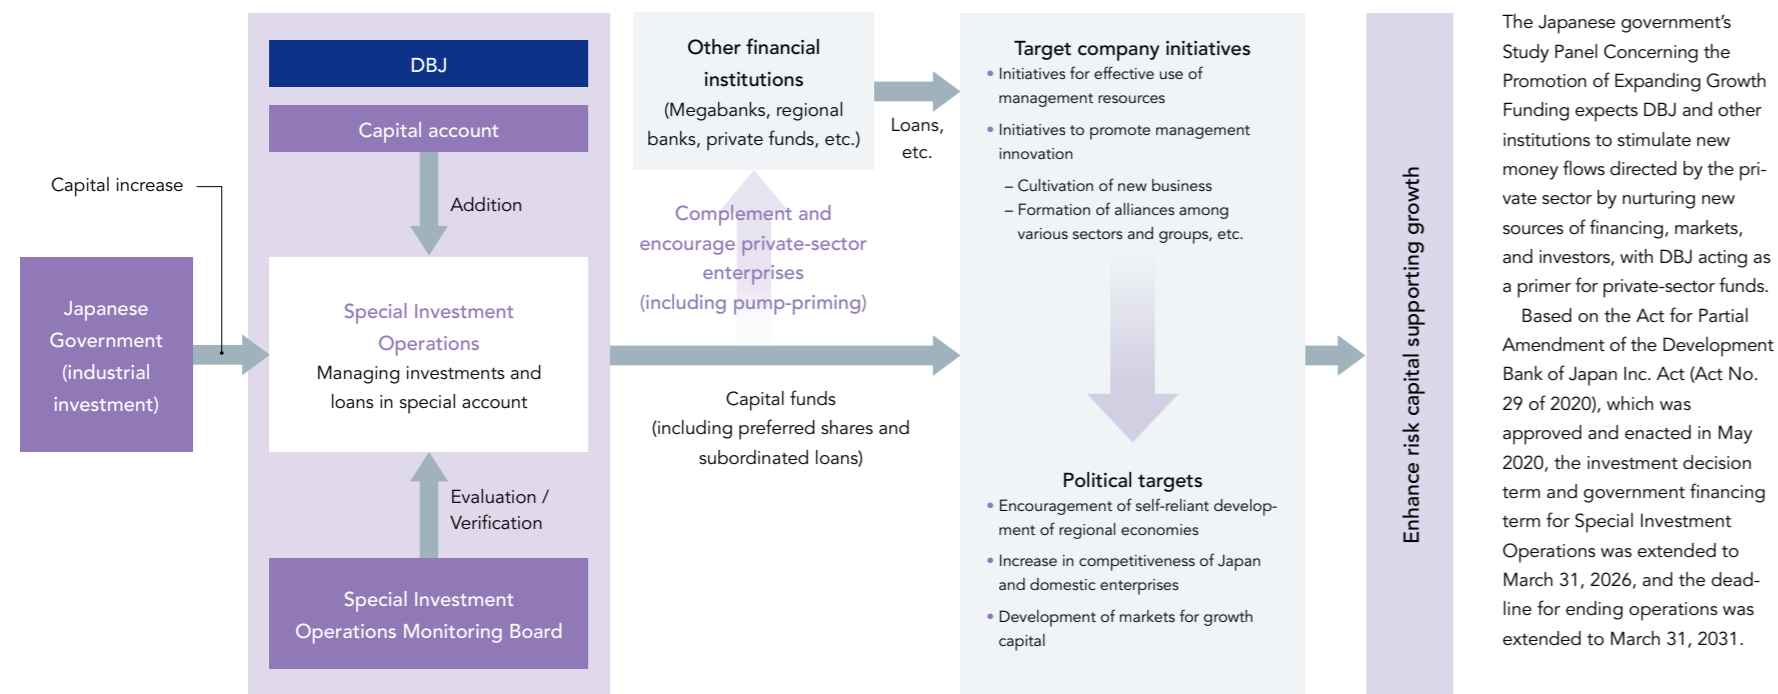 Capital increase
Japanese
Government
(industrial
investment)
DBJ
Capital account
Addition
Special Investment
Operations
Managing investments and
loans in special account
Evaluation /
Verification
Special Investment
Operations Monitoring Board
Other financial
institutions
(Megabanks, regional
banks, private funds, etc.)
Loans,
etc.
Complement and
encourage private-sector
enterprises
(including pump-priming)
Capital funds
(including preferred shares and
subordinated loans)
Target company initiatives
• Initiatives for effective use of
management resources
• Initiatives to promote management
innovation
– Cultivation of new business
– Formation of alliances among
various sectors and groups, etc.
Political targets
• Encouragement of self-reliant develop-
ment of regional economies
• Increase in competitiveness of Japan
and domestic enterprises
• Development of markets for growth
capital
Enhance risk capital supporting growth
The Japanese government’s
Study Panel Concerning the
Promotion of Expanding Growth
Funding expects DBJ and other
institutions to stimulate new
money flows directed by the pri-
vate sector by nurturing new
sources of financing, markets,
and investors, with DBJ acting as
a primer for private-sector funds.
Based on the Act for Partial
Amendment of the Development
Bank of Japan Inc. Act (Act No.
29 of 2020), which was
approved and enacted in May
2020, the investment decision
term and government financing
term for Special Investment
Operations was extended to
March 31, 2026, and the dead-
line for ending operations was
extended to March 31, 2031.